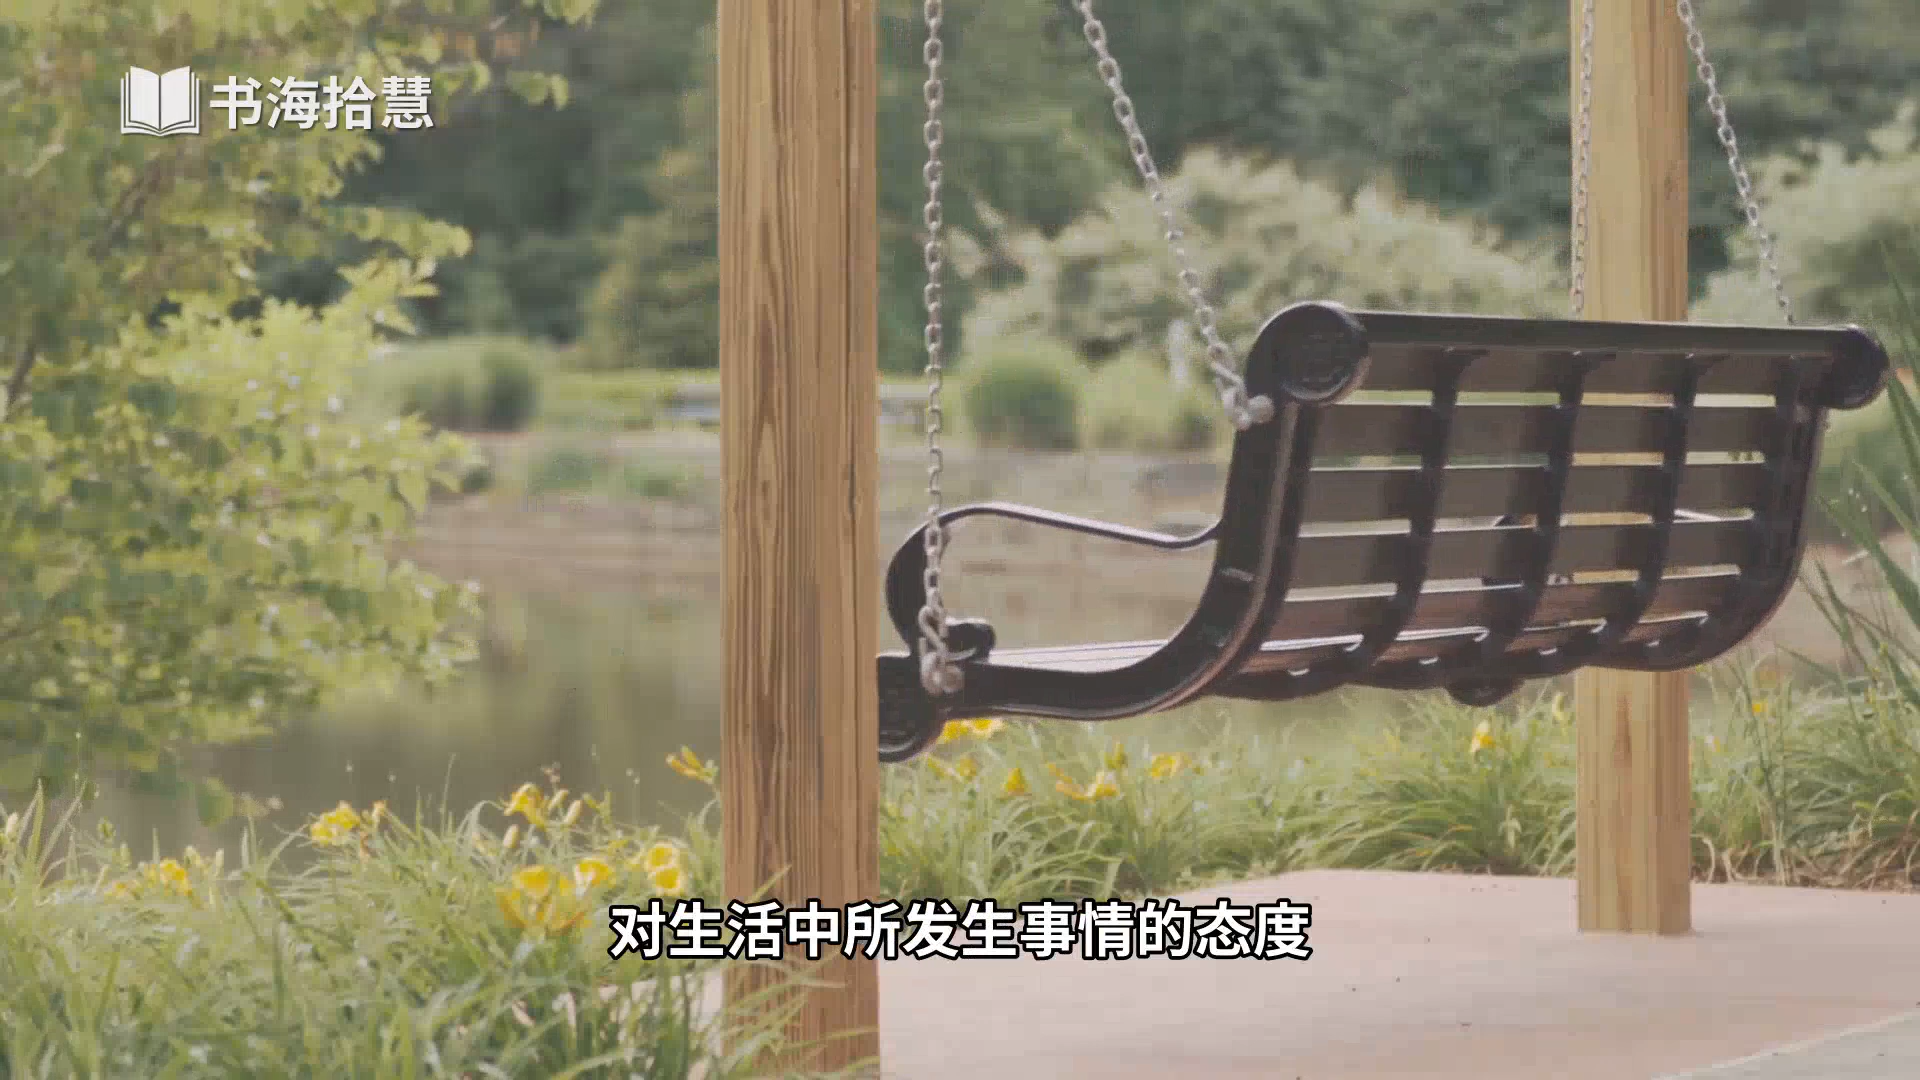 书海拾慧
对生活中所发生事情的态度